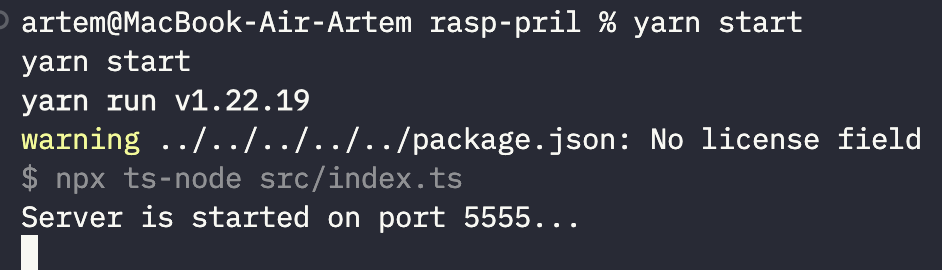 artem@MacBook-Air-Artem rasp-pril % yarn start
yarn start
yarn run v1.22.19
warning ../../../../../package.json: No license field
$ npx ts-node src/index.ts
Server is started on port 5555...